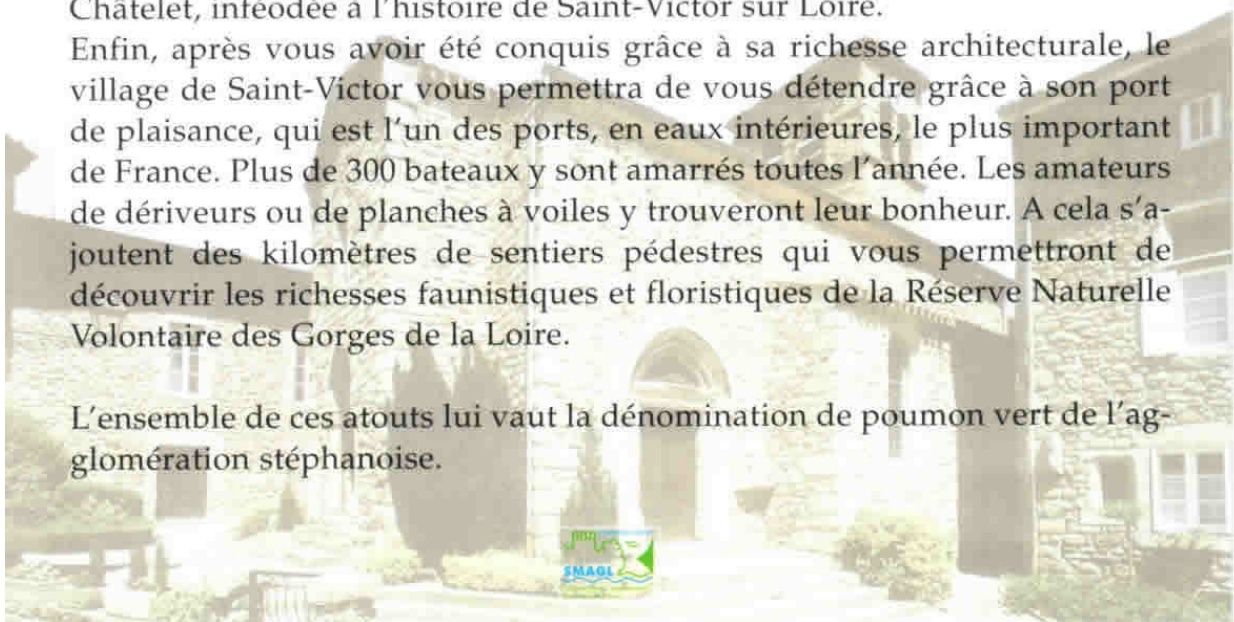 Châtelet, inféodée à l'histoire de Saint-Victor sur Loire.
Enfin, après vous avoir été conquis grâce à sa richesse architecturale, le
village de Saint-Victor vous permettra de vous détendre grâce à son port
de plaisance, qui est l'un des ports, en eaux intérieures, le plus important
de France. Plus de 300 bateaux y sont amarrés toutes l'année. Les amateurs
de dériveurs ou de planches à voiles y trouveront leur bonheur. A cela s'a-
joutent des kilomètres de sentiers pédestres qui vous permettront de
découvrir les richesses faunistiques et floristiques de la Réserve Naturelle
Volontaire des Gorges de la Loire.
L'ensemble de ces atouts lui vaut la dénomination de poumon vert de l'ag-
glomération stéphanoise.
SMAGL